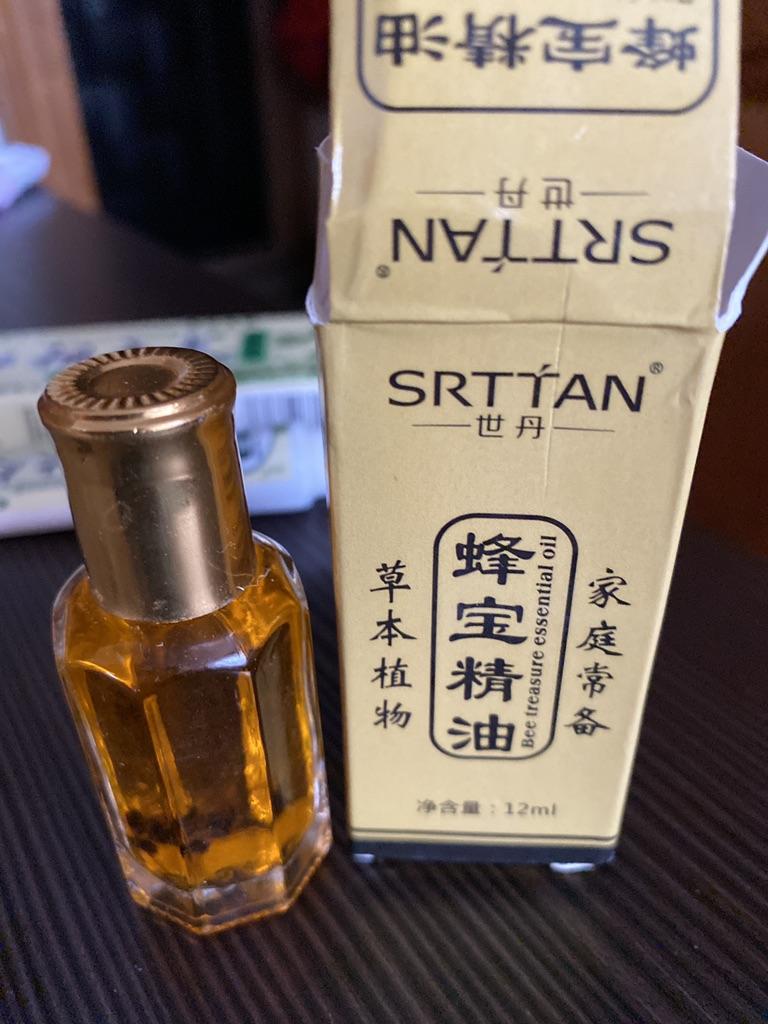 蜂宝精油
世丹
SRTTAN®
SRTTAN®
世丹
草本植物
蜂宝精油
Bee treasure essential oil
家庭常备
净含量：12ml